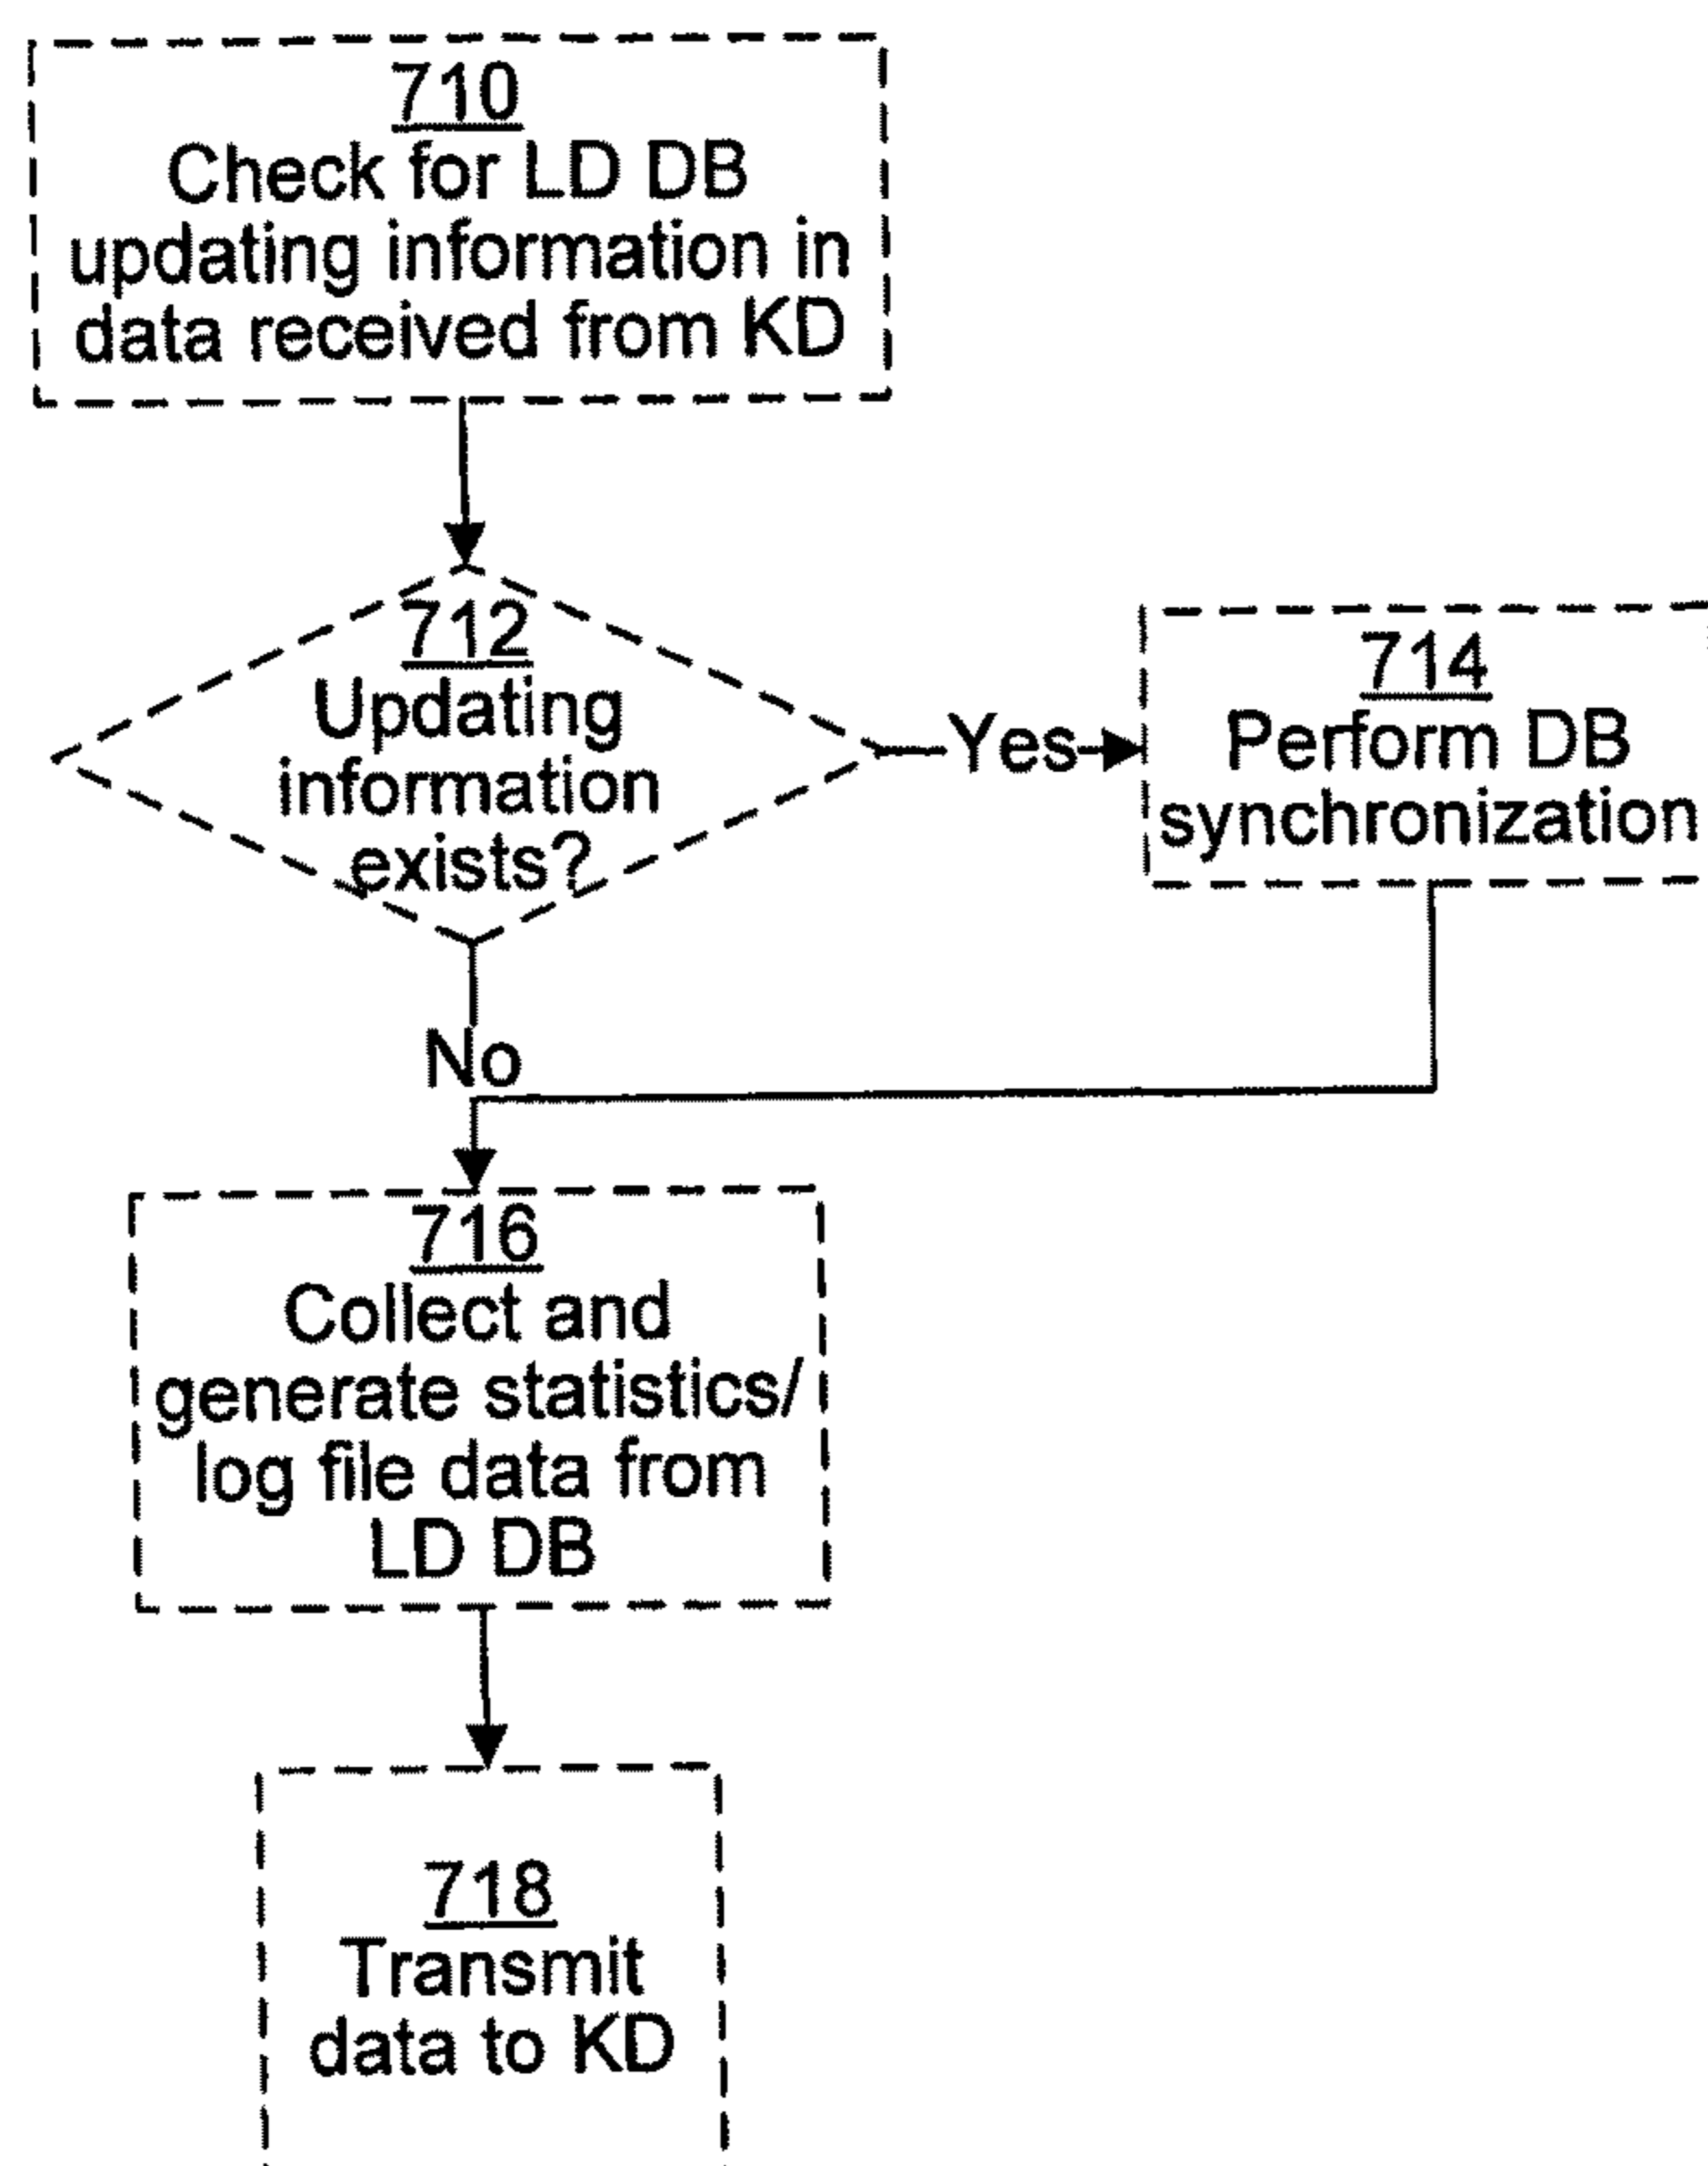 710
Check for LD DB
updating information in
data received from KD
712
Updating
information
exists?
Yes
714
Perform DB
synchronization
No
716
Collect and
generate statistics/
log file data from
LD DB
718
Transmit
data to KD